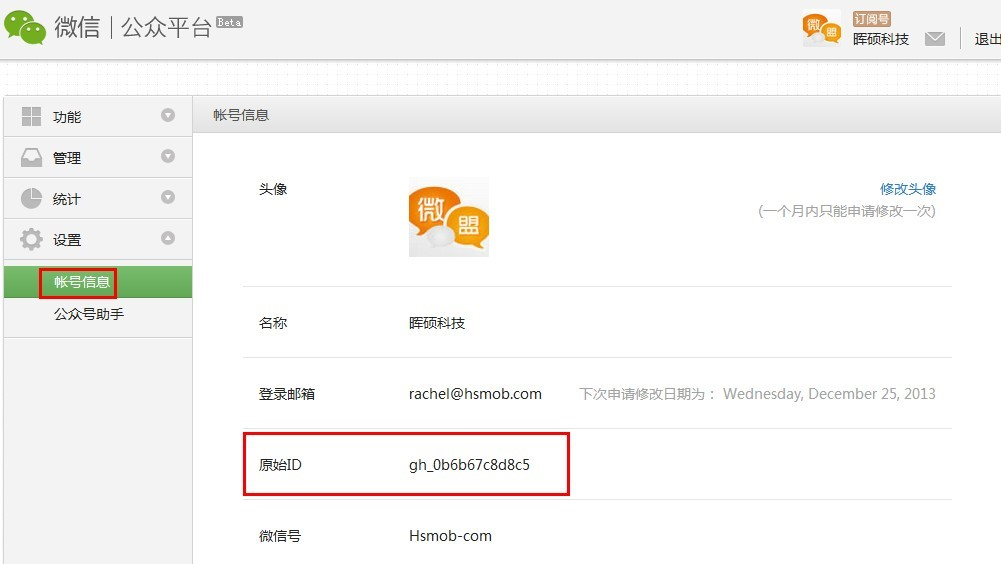 微信 | 公众平台 Beta
订阅号
晖硕科技
退出
功能
管理
统计
设置
帐号信息
公众号助手
帐号信息
头像
微
盟
修改头像
(一个月内只能申请修改一次)
名称 晖硕科技
登录邮箱 rachel@hsmob.com 下次申请修改日期为： Wednesday, December 25, 2013
原始ID gh_0b6b67c8d8c5
微信号 Hsmob-com